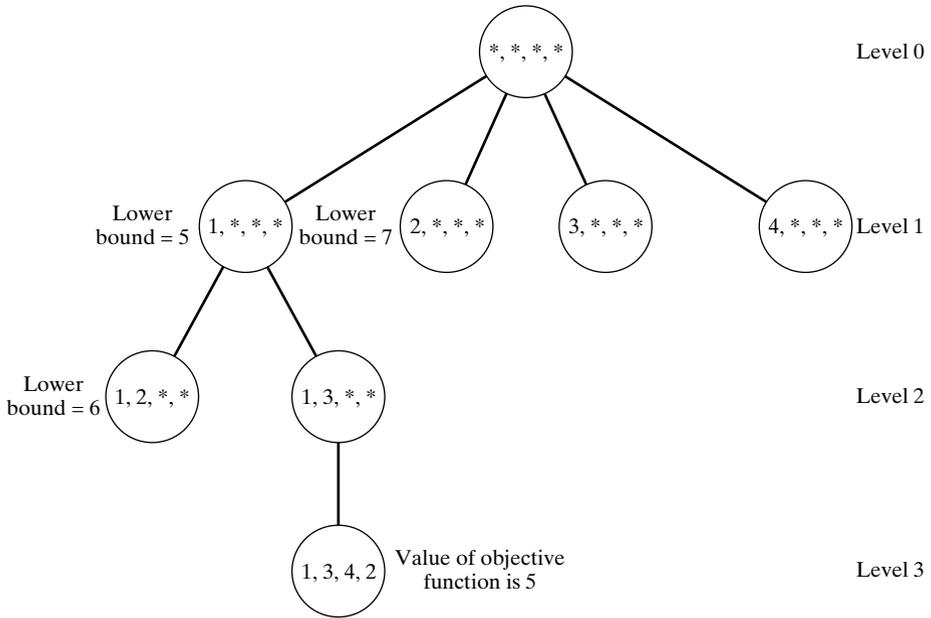 *, *, *, *
Level 0
Lower
bound = 5
1, *, *, *
Lower
bound = 7
2, *, *, *
3, *, *, *
4, *, *, *
Level 1
Lower
bound = 6
1, 2, *, *
1, 3, *, *
Level 2
1, 3, 4, 2
Value of objective
function is 5
Level 3